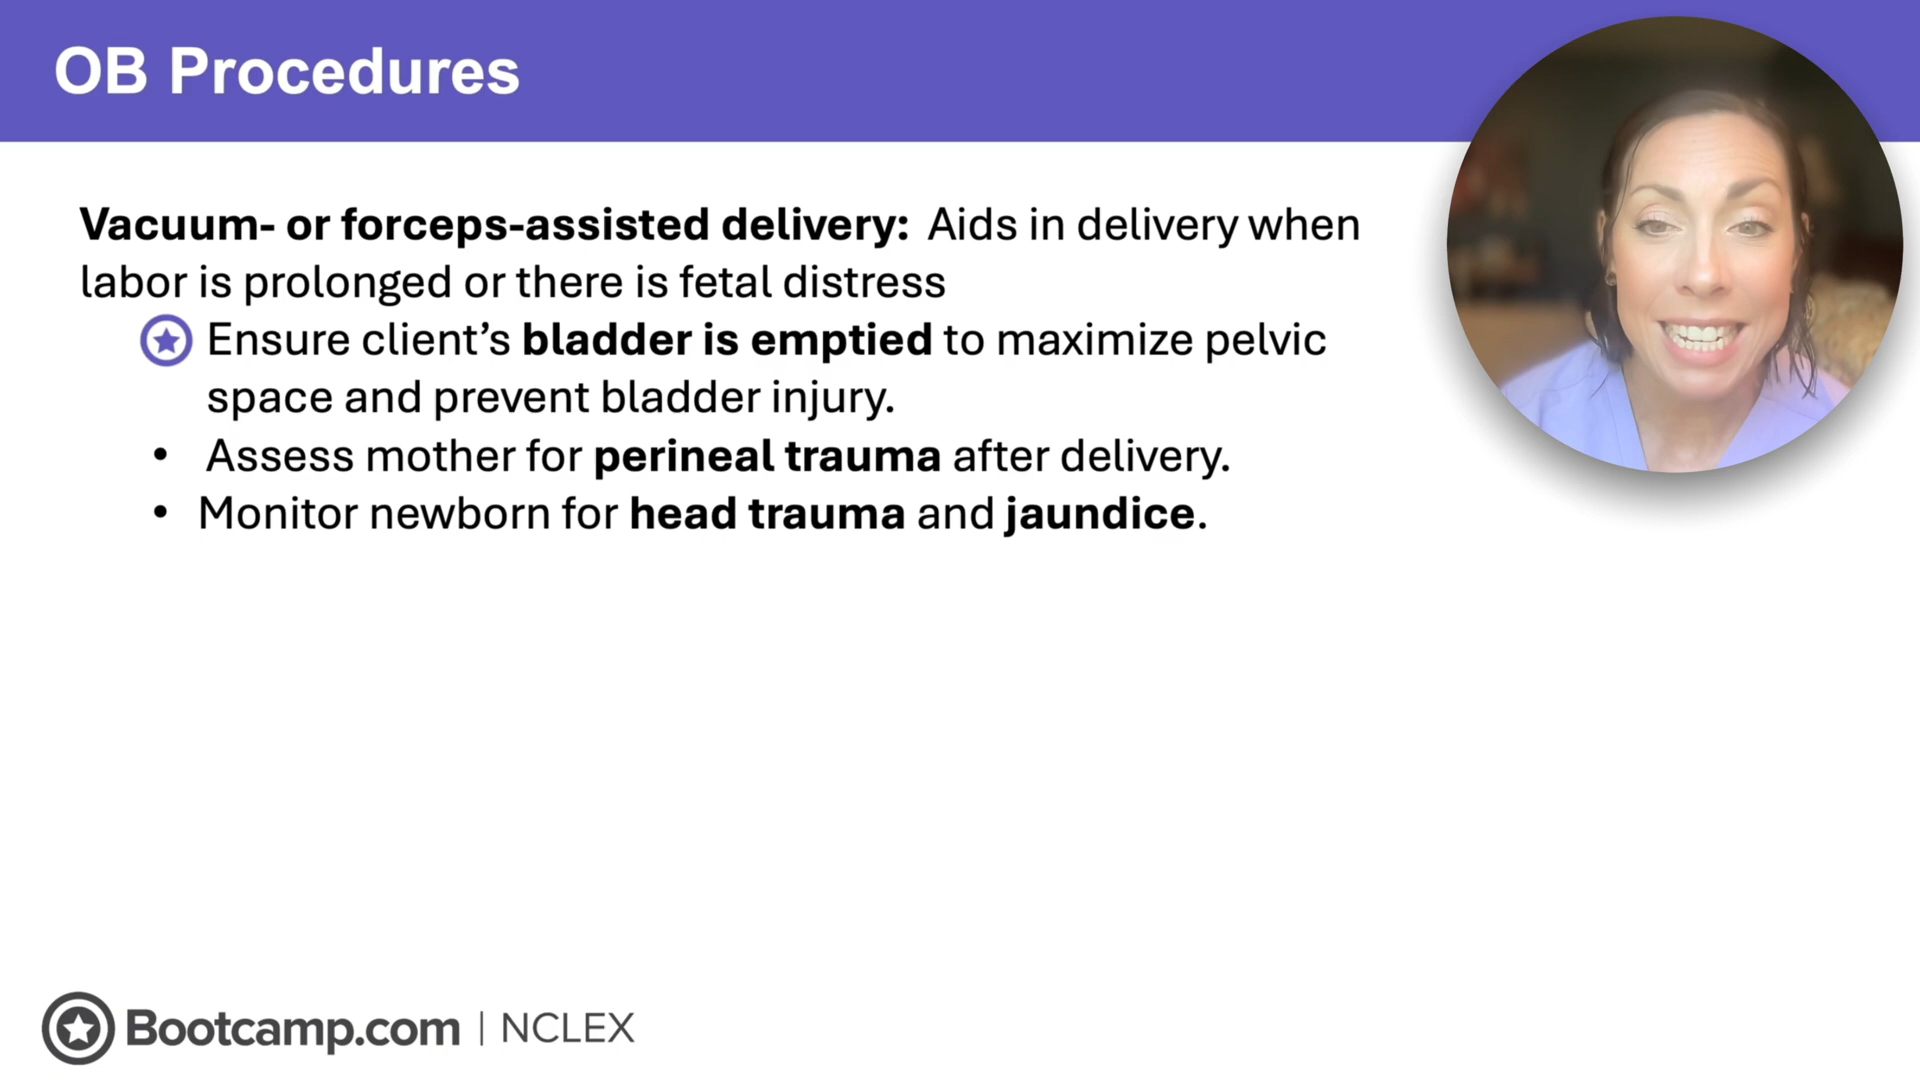 OB Procedures
Vacuum- or forceps-assisted delivery: Aids in delivery when
labor is prolonged or there is fetal distress
Ensure client’s bladder is emptied to maximize pelvic
space and prevent bladder injury.
• Assess mother for perineal trauma after delivery.
• Monitor newborn for head trauma and jaundice.
Bootcamp.com | NCLEX